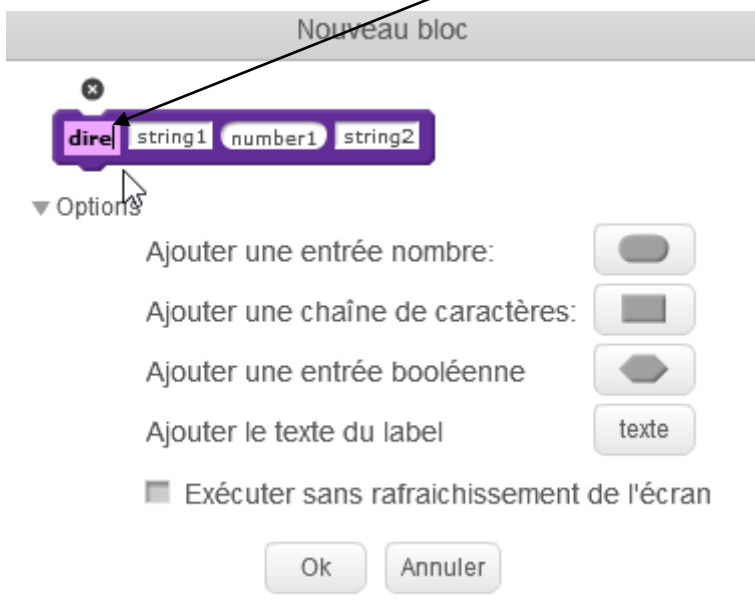 Nouveau bloc
dire string1 number1 string2
Options
Ajouter une entrée nombre:
Ajouter une chaîne de caractères:
Ajouter une entrée booléenne
Ajouter le texte du label texte
Exécuter sans rafraichissement de l'écran
Ok Annuler